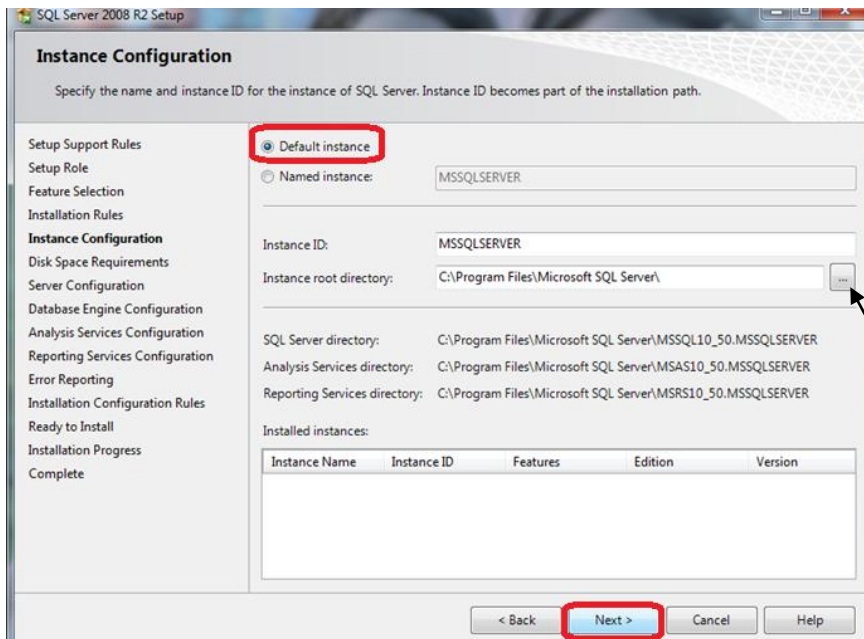 SQL Server 2008 R2 Setup
Instance Configuration
Specify the name and instance ID for the instance of SQL Server. Instance ID becomes part of the installation path.
Setup Support Rules
Setup Role
Feature Selection
Installation Rules
Instance Configuration
Disk Space Requirements
Server Configuration
Database Engine Configuration
Analysis Services Configuration
Reporting Services Configuration
Error Reporting
Installation Configuration Rules
Ready to Install
Installation Progress
Complete
Default instance
Named instance: MSSQLSERVER
Instance ID: MSSQLSERVER
Instance root directory: C:\Program Files\Microsoft SQL Server\ ...
SQL Server directory: C:\Program Files\Microsoft SQL Server\MSSQL10_50.MSSQLSERVER
Analysis Services directory: C:\Program Files\Microsoft SQL Server\MSAS10_50.MSSQLSERVER
Reporting Services directory: C:\Program Files\Microsoft SQL Server\MSRS10_50.MSSQLSERVER
Installed instances:
Instance Name Instance ID Features Edition Version
< Back Next > Cancel Help